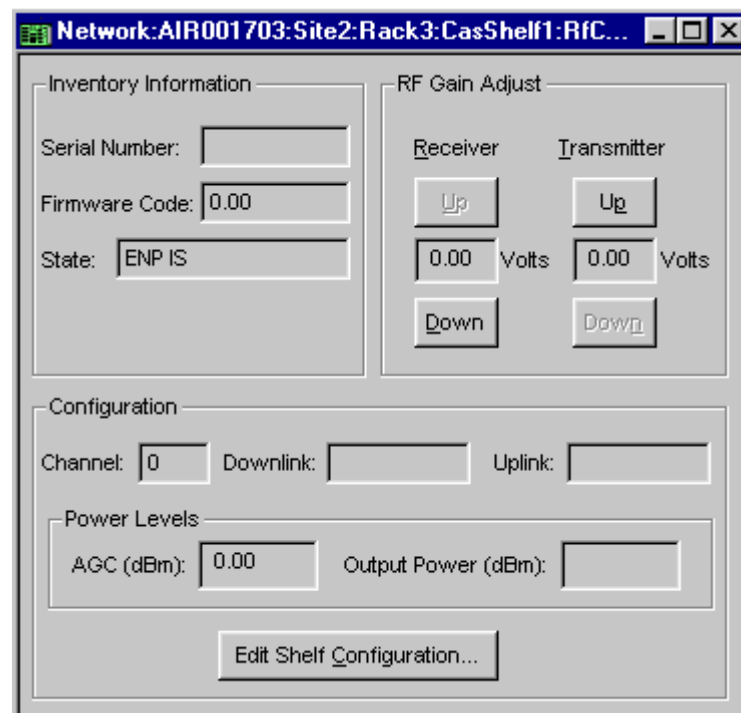 Network:AIR001703:Site2:Rack3:CasShelf1:RfC...
Inventory Information
Serial Number:
Firmware Code: 0.00
State: ENP IS
RF Gain Adjust
Receiver Transmitter
Up Up
0.00 Volts 0.00 Volts
Down Down
Configuration
Channel: 0 Downlink: Uplink:
Power Levels
AGC (dBm): 0.00 Output Power (dBm):
Edit Shelf Configuration...